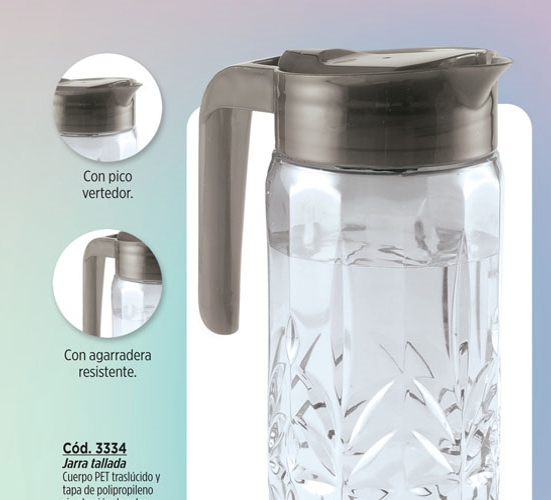 Con pico
vertedor.
Con agarradera
resistente.
Cód. 3334
Jarra tallada
Cuerpo PET traslúcido y
tapa de polipropileno